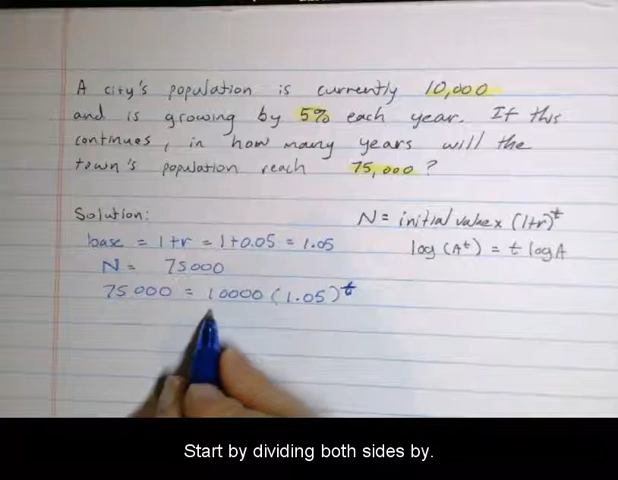 A city's population is currently 10,000
and is growing by 5% each year. If this
continues, in how many years will the
town's population reach 75,000?
Solution:
N = initial value x (1+r)^t
base = 1+r = 1+0.05 = 1.05
log (A^t) = t log A
N = 75000
75000 = 10000 (1.05)^t
Start by dividing both sides by.